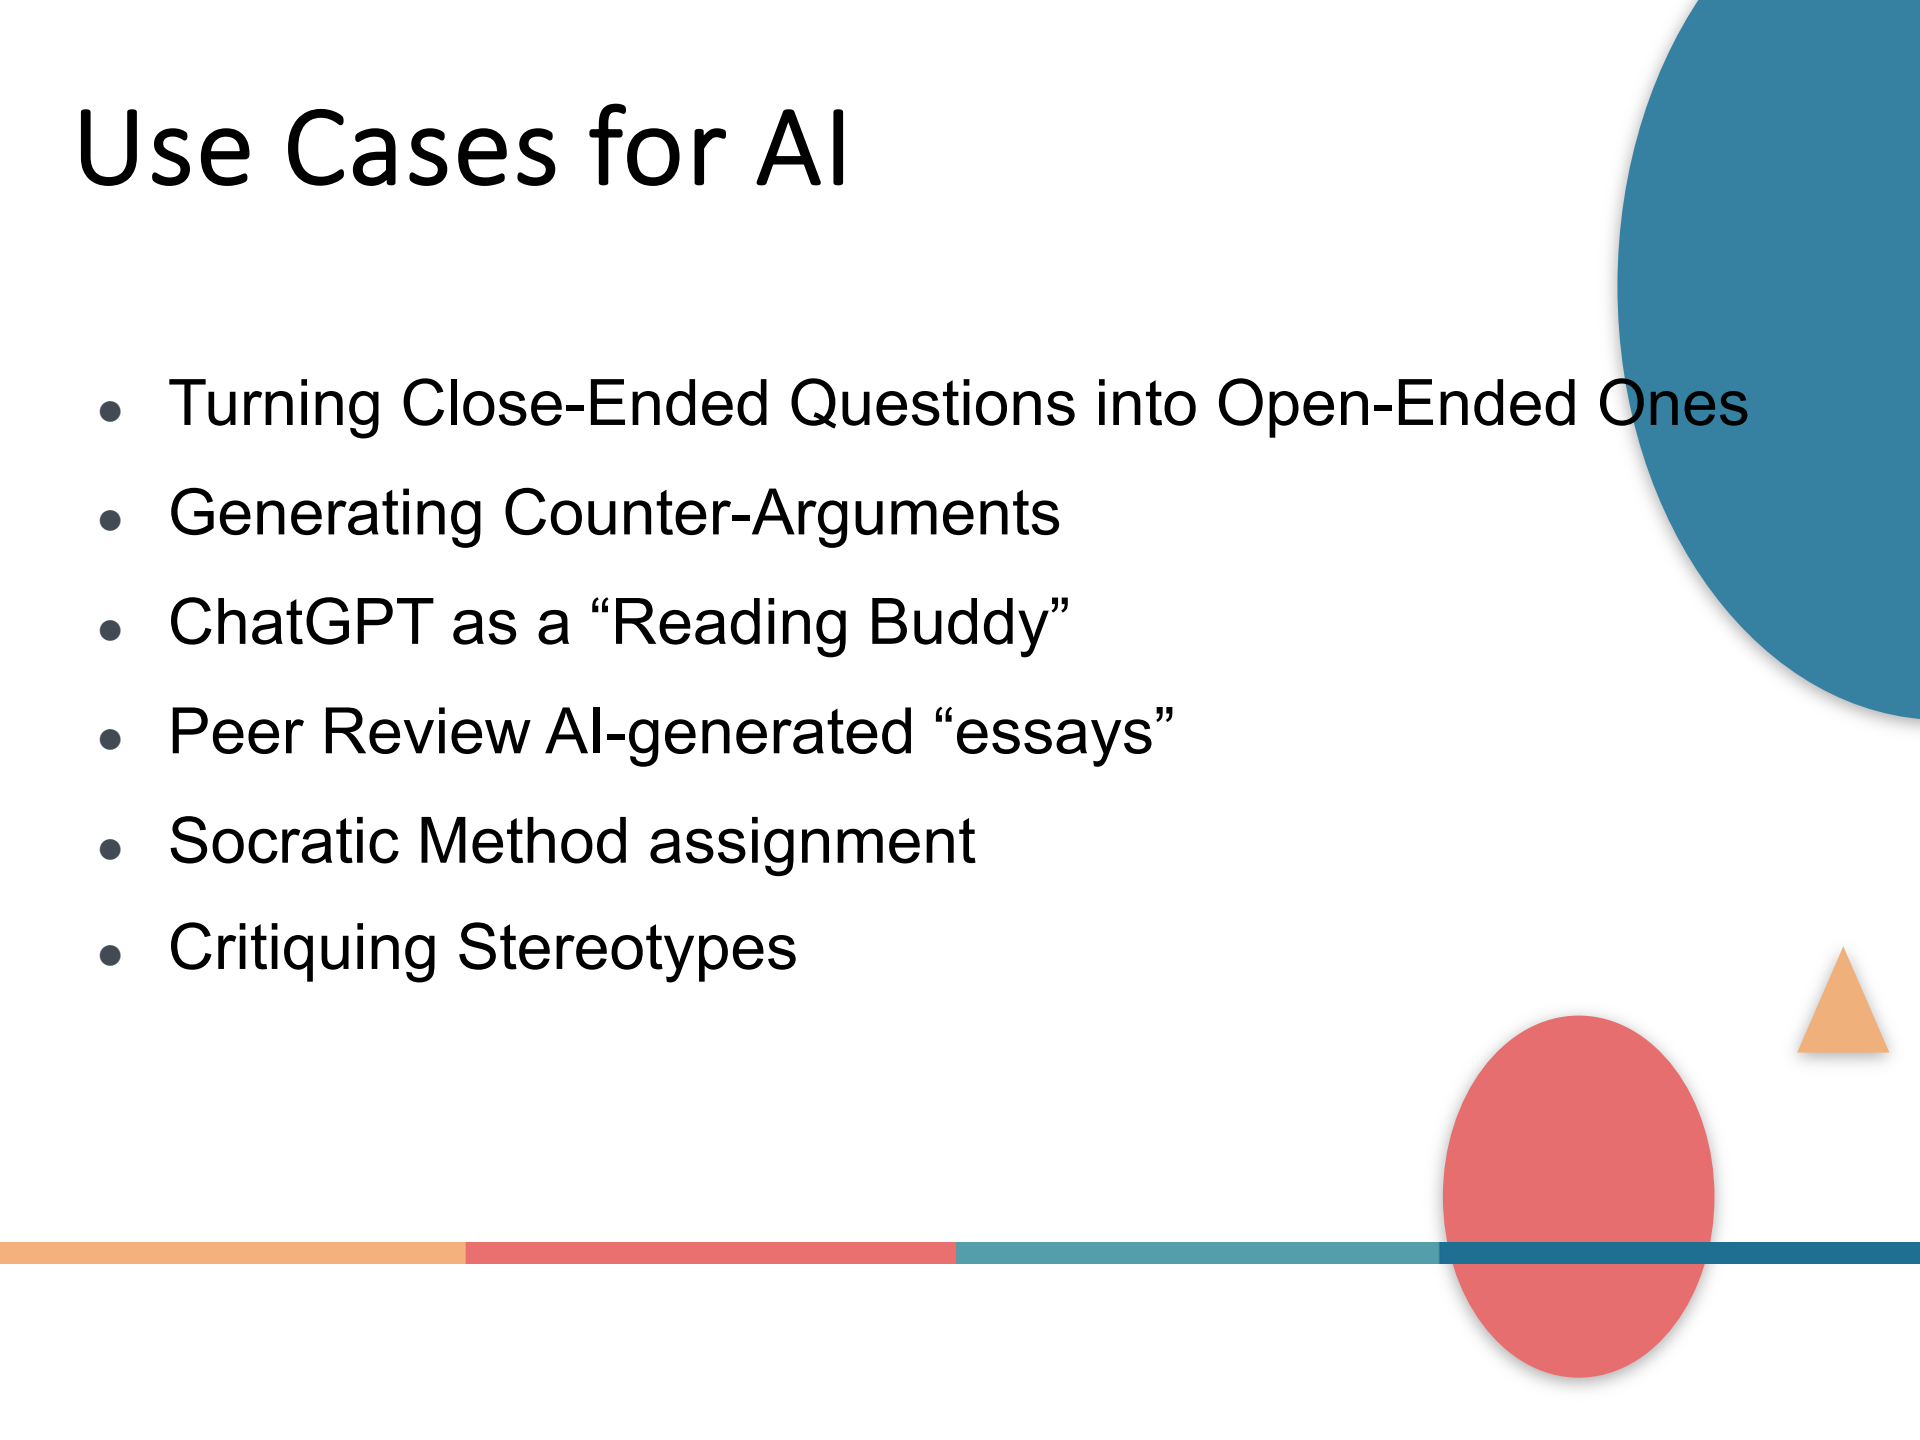 Use Cases for AI
● Turning Close-Ended Questions into Open-Ended Ones
● Generating Counter-Arguments
● ChatGPT as a “Reading Buddy”
● Peer Review AI-generated “essays”
● Socratic Method assignment
● Critiquing Stereotypes